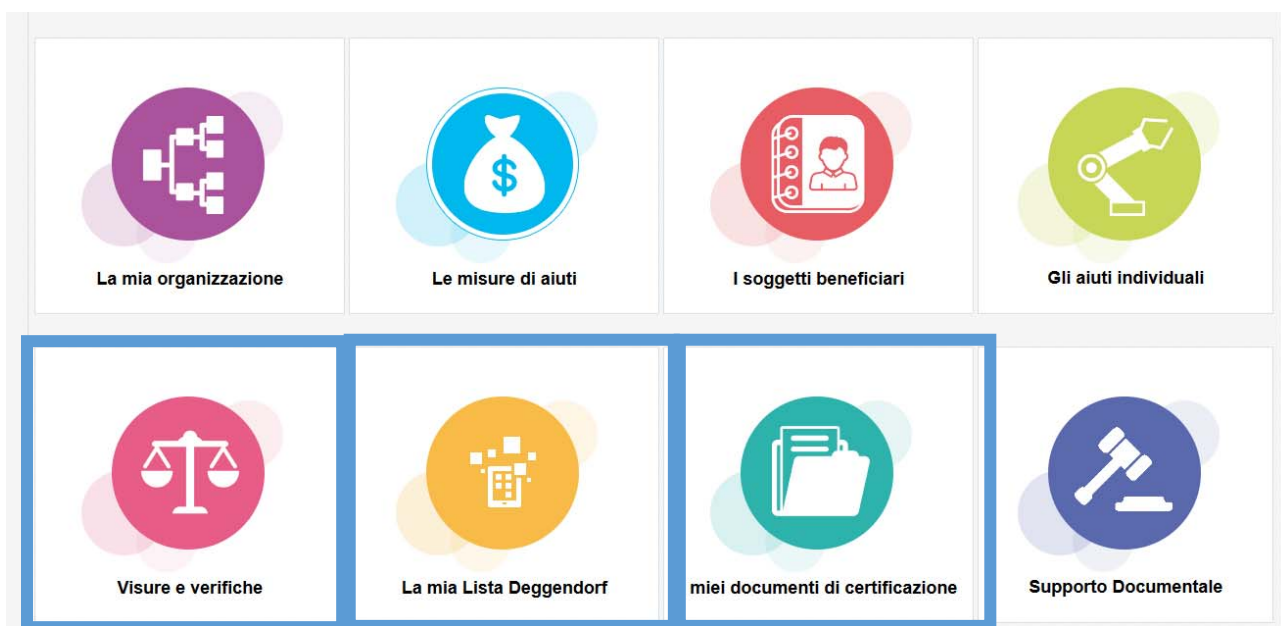 La mia organizzazione
Le misure di aiuti
I soggetti beneficiari
Gli aiuti individuali
Visure e verifiche
La mia Lista Deggendorf
miei documenti di certificazione
Supporto Documentale